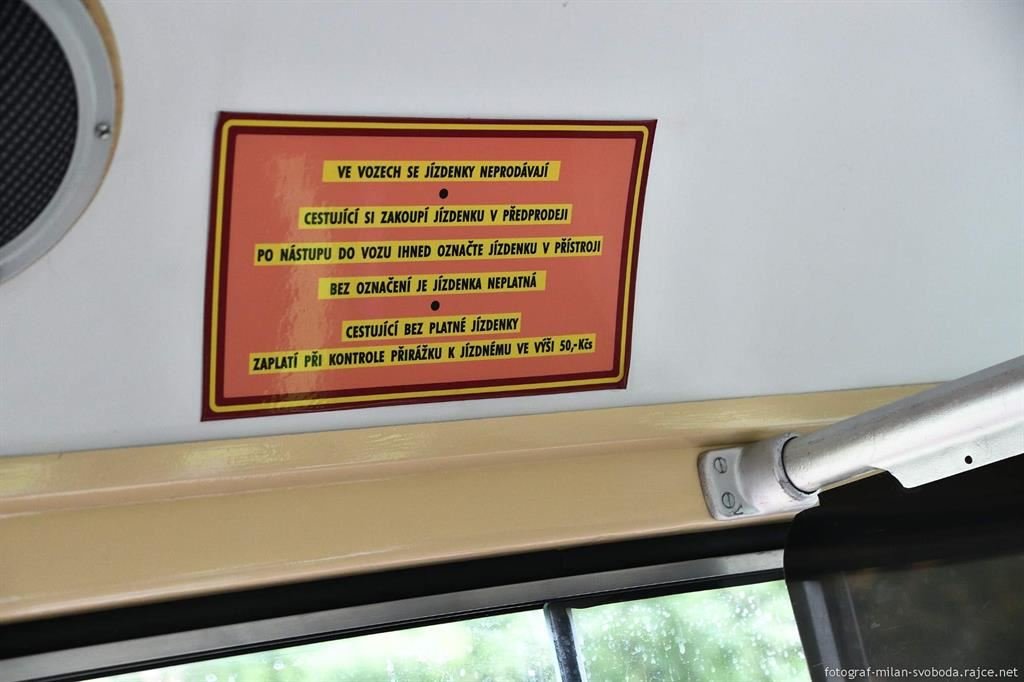 VE VOZECH SE JÍZDENKY NEPRODÁVAJÍ
CESTUJÍCÍ SI ZAKOUPÍ JÍZDENKU V PŘEDPRODEJI
PO NÁSTUPU DO VOZU IHNED OZNAČTE JÍZDENKU V PŘÍSTROJI
BEZ OZNAČENÍ JE JÍZDENKA NEPLATNÁ
CESTUJÍCÍ BEZ PLATNÉ JÍZDENKY
ZAPLATÍ PŘI KONTROLE PŘIRÁŽKU K JÍZDNÉMU VE VÝŠI 50,-Kčs
fotograf-milan-svoboda.rajce.net